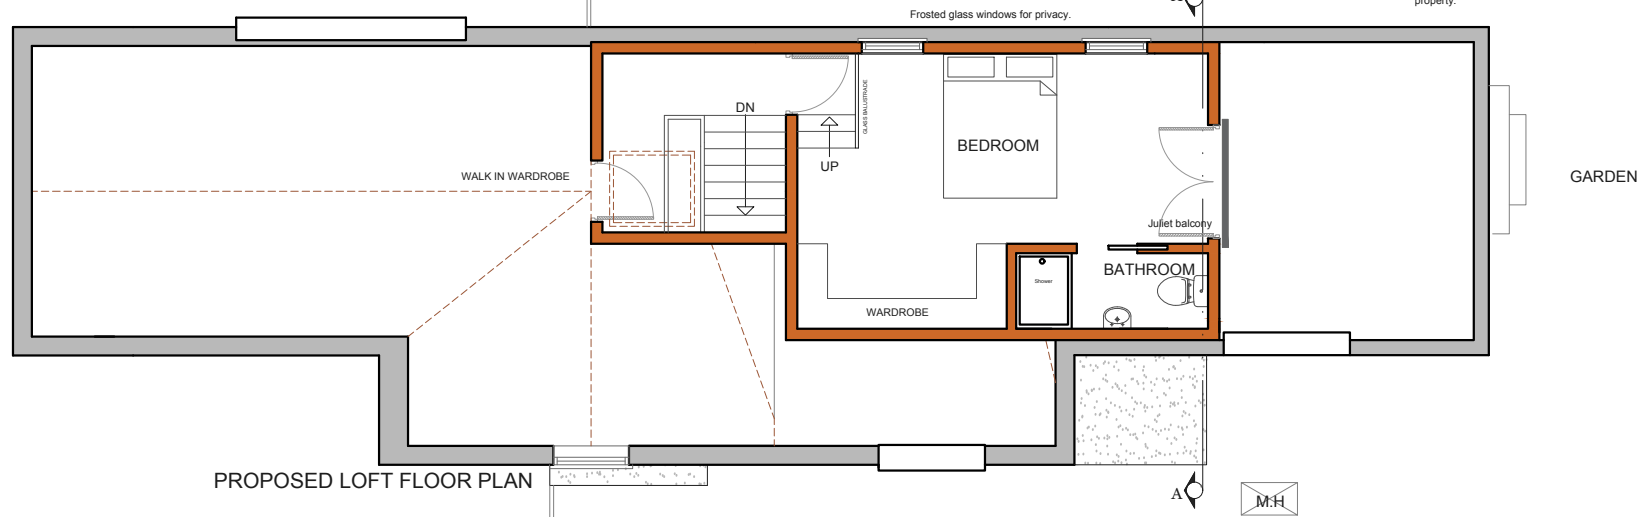 Frosted glass windows for privacy.
property.
DN
GLASS BALUSTRADE
BEDROOM
UP
WALK IN WARDROBE
GARDEN
Juliet balcony
BATHROOM
Shower
WARDROBE
PROPOSED LOFT FLOOR PLAN
A
M.H